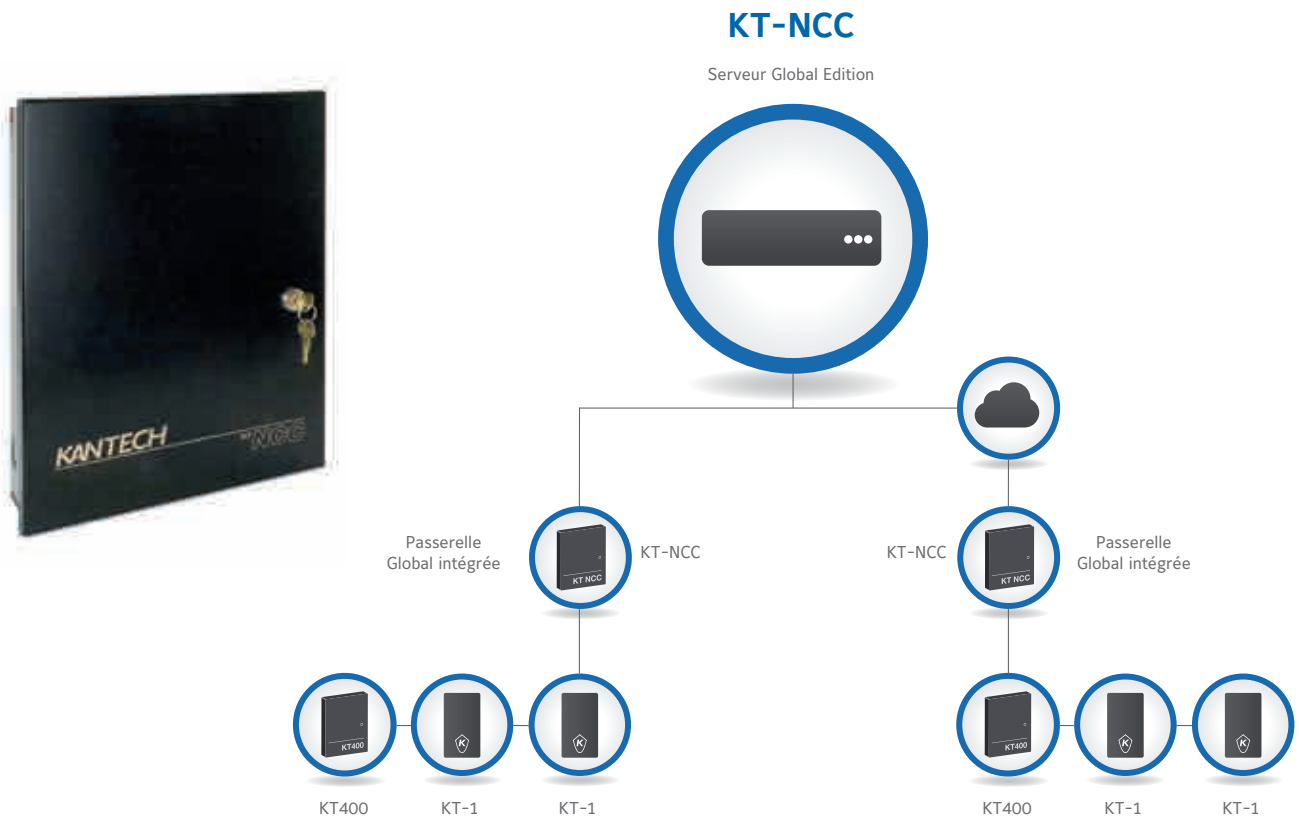 KT-NCC
Serveur Global Edition
KANTECH
KT-NCC
Passerelle
Global intégrée
KT NCC
KT-NCC
KT-NCC
KT NCC
Passerelle
Global intégrée
KT400
K
K
KT400
K
K
KT400
KT-1
KT-1
KT400
KT-1
KT-1